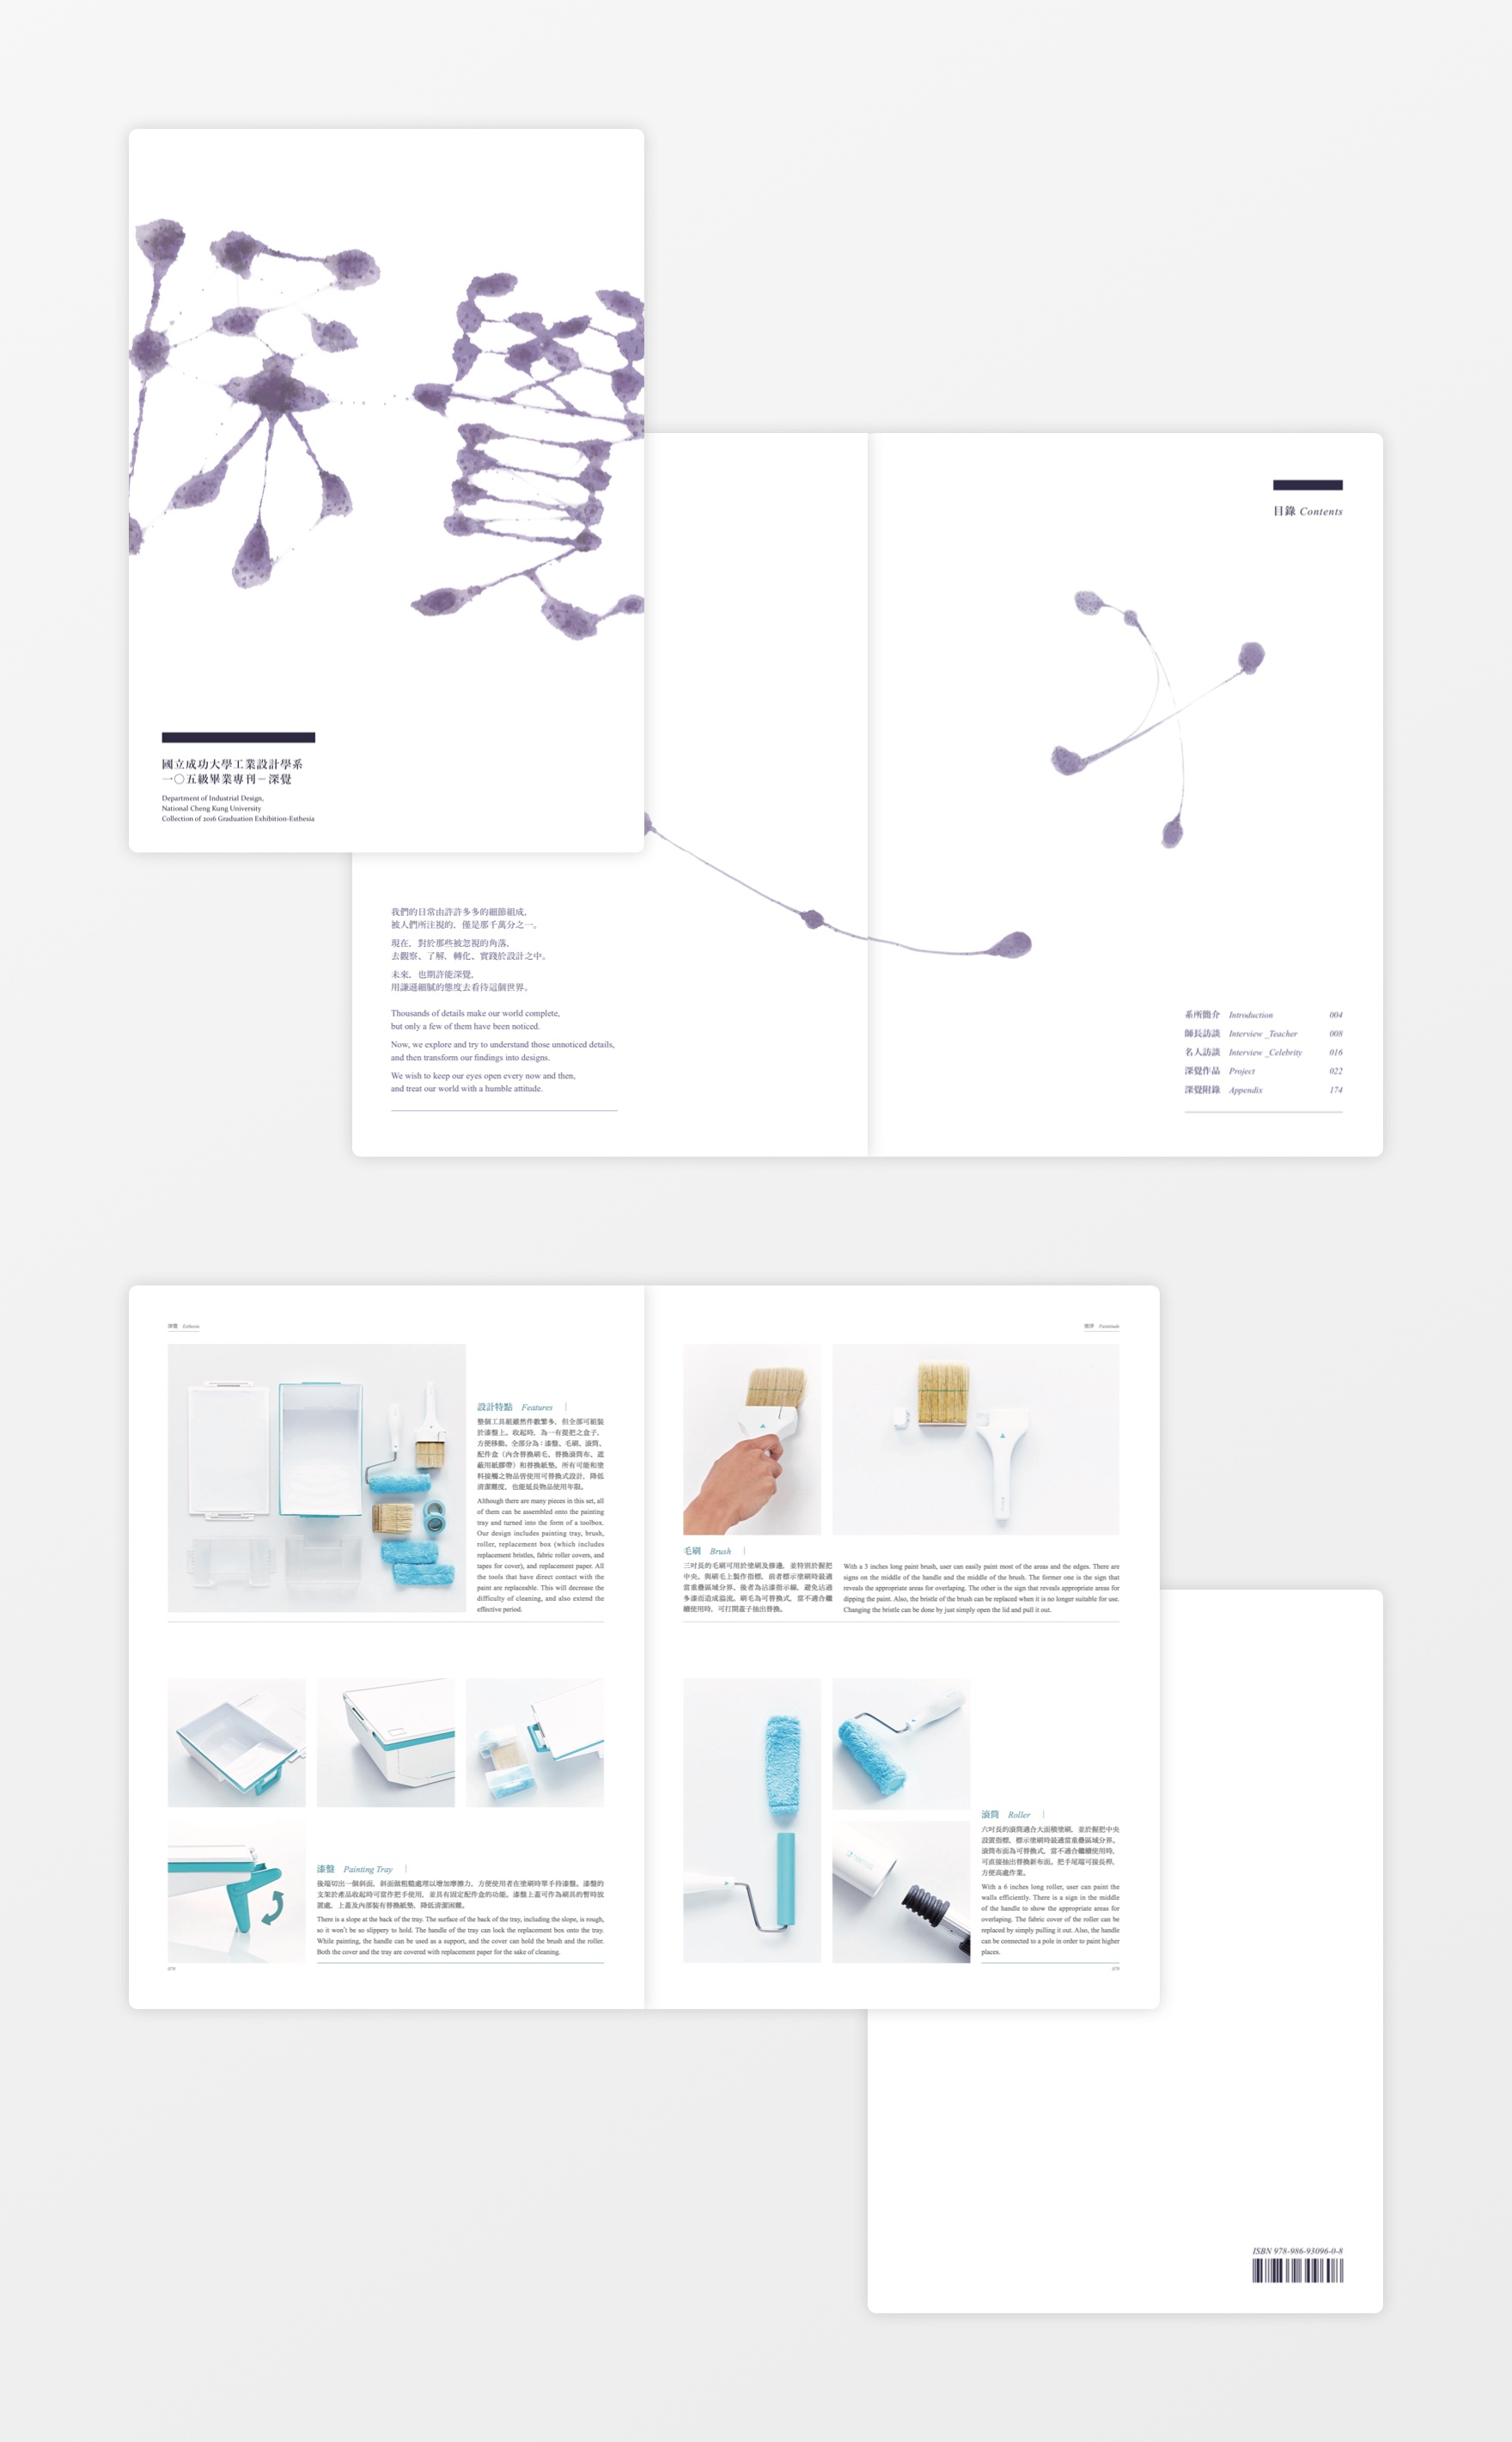 深覺
國立成功大學工業設計學系
一〇五級畢業專刊－深覺
Department of Industrial Design,
National Cheng Kung University
Collection of 2016 Graduation Exhibition-Esthesia
目錄 Contents
我們的日常由許許多多的細節組成，
被人們所注視的，僅是那千萬分之一。
現在，對於那些被忽視的角落，
去觀察、了解、轉化、實踐於設計之中。
未來，也期許能深覺，
用謙遜細膩的態度去看待這個世界。
Thousands of details make our world complete,
but only a few of them have been noticed.
Now, we explore and try to understand those unnoticed details,
and then transform our findings into designs.
We wish to keep our eyes open every now and then,
and treat our world with a humble attitude.
系所簡介 Introduction 004
師長訪談 Interview _Teacher 008
名人訪談 Interview _Celebrity 016
深覺作品 Project 022
深覺附錄 Appendix 174
深覺 Esthesia
設計特點 Features
整個工具組雖然件數繁多，但全部可組裝
於漆盤上。收起時，為一有提把之盒子，
方便移動。全部分為：漆盤、毛刷、滾筒、
配件盒（內含替換刷毛、替換滾筒布、遮
蔽用紙膠帶）和替換紙墊。所有可能和塗
料接觸之物品皆使用可替換式設計，降低
清潔難度，也能延長物品使用年限。
Although there are many pieces in this set, all
of them can be assembled onto the painting
tray and turned into the form of a toolbox.
Our design includes painting tray, brush,
roller, replacement box (which includes
replacement bristles, fabric roller covers, and
tapes for cover), and replacement paper. All
the tools that have direct contact with the
paint are replaceable. This will decrease the
difficulty of cleaning, and also extend the
effective period.
漆盤 Painting Tray
後端切出一個斜面，斜面做粗糙處理以增加摩擦力，方便使用者在塗刷時單手持漆盤。漆盤的
支架於產品收起時可當作把手使用，並具有固定配件盒的功能。漆盤上蓋可作為刷具的暫時放
置處，上蓋及內部裝有替換紙墊，降低清潔困難。
There is a slope at the back of the tray. The surface of the back of the tray, including the slope, is rough,
so it won't be so slippery to hold. The handle of the tray can lock the replacement box onto the tray.
While painting, the handle can be used as a support, and the cover can hold the brush and the roller.
Both the cover and the tray are covered with replacement paper for the sake of cleaning.
078
毛刷 Brush
三吋長的毛刷可用於塗刷及修邊，並特別於握把
中央，與刷毛上製作指標，前者標示塗刷時最適
當重疊區域分界，後者為沾漆指示線，避免沾過
多漆而造成溢流。刷毛為可替換式，當不適合繼
續使用時，可打開蓋子抽出替換。
With a 3 inches long paint brush, user can easily paint most of the areas and the edges. There are
signs on the middle of the handle and the middle of the brush. The former one is the sign that
reveals the appropriate areas for overlaping. The other is the sign that reveals appropriate areas for
dipping the paint. Also, the bristle of the brush can be replaced when it is no longer suitable for use.
Changing the bristle can be done by just simply open the lid and pull it out.
滾筒 Roller
六吋長的滾筒適合大面積塗刷，並於握把中央
設置指標，標示塗刷時最適當重疊區域分界。
滾筒布面為可替換式，當不適合繼續使用時，
可直接抽出替換新布面。把手尾端可接長桿，
方便高處作業。
With a 6 inches long roller, user can paint the
walls efficiently. There is a sign in the middle
of the handle to show the appropriate areas for
overlaping. The fabric cover of the roller can be
replaced by simply pulling it out. Also, the handle
can be connected to a pole in order to paint higher
places.
079
ISBN 978-986-93096-0-8